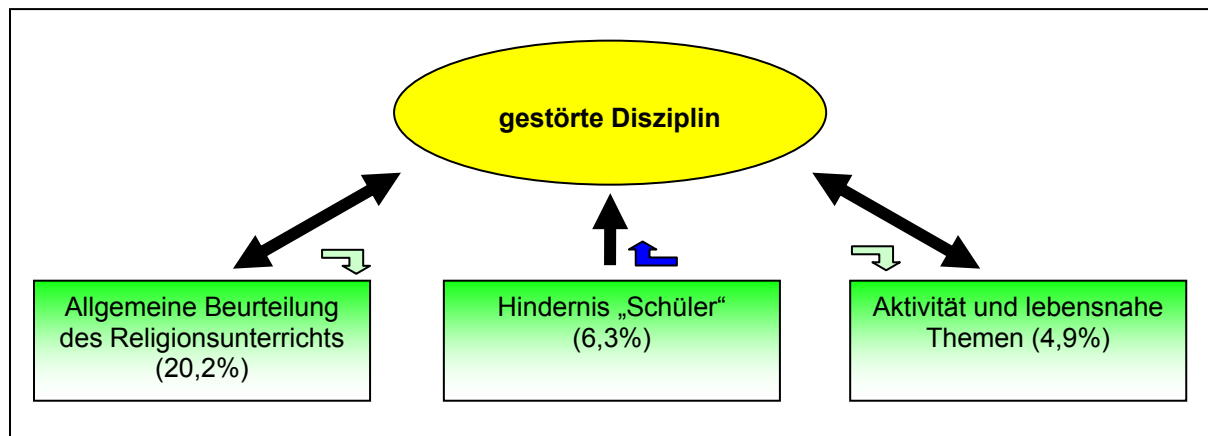 gestörte Disziplin
Allgemeine Beurteilung
des Religionsunterrichts
(20,2%)
Hindernis „Schüler“
(6,3%)
Aktivität und lebensnahe
Themen (4,9%)